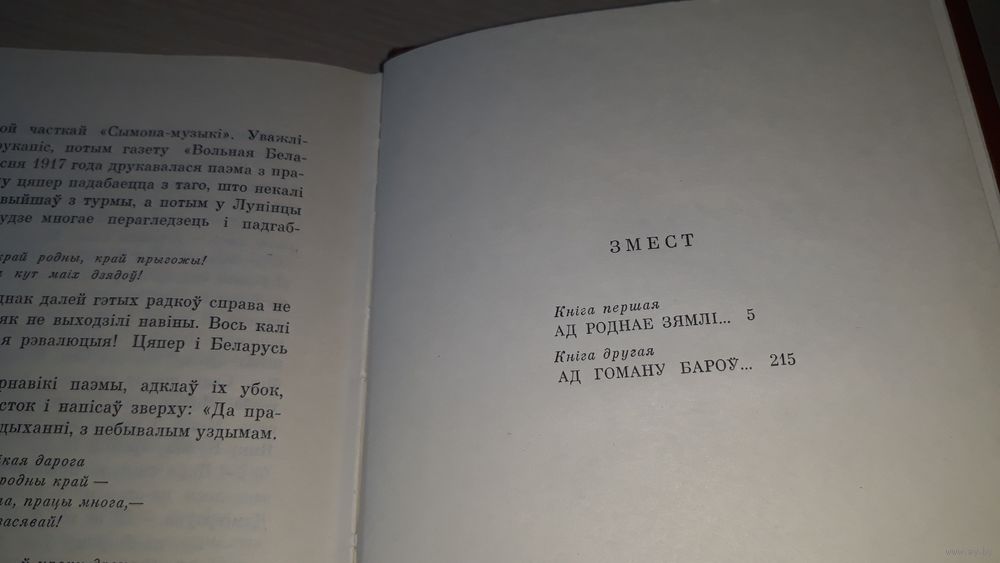 ой часткай «Сымона-музыкі». Уважлі-
рукапіс, потым газету «Вольная Бела-
сня 1917 года друкавалася паэма з пра-
у цяпер падабаецца з таго, што некалі
выйшаў з турмы, а потым у Лунінцы
удзе многае перагледзець і падгаб-
край родны, край прыгожы!
кут маіх дзядоў!
днак далей гэтых радкоў справа не
як не выходзілі навіны. Вось калі
я рэвалюцыя! Цяпер і Беларусь
рнавікі паэмы, адклаў іх убок,
сток і напісаў зверху: «Да пра-
дыханні, з небывалым уздымам.
кая дарога
родны край —
па, працы многа,—
засявай!
ЗМЕСТ
Кніга першая
АД РОДНАЕ ЗЯМЛІ... 5
Кніга другая
АД ГОМАНУ БАРОЎ... 215